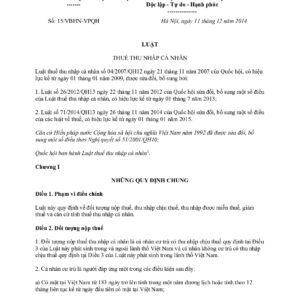 Độc lập - Tự do - Hạnh phúc
-------
---------------
Số: 15/VBHN-VPQH
Hà Nội, ngày 11 tháng 12 năm 2014
LUẬT
THUẾ THU NHẬP CÁ NHÂN
Luật thuế thu nhập cá nhân số 04/2007/QH12 ngày 21 tháng 11 năm 2007 của Quốc hội, có hiệu
lực kể từ ngày 01 tháng 01 năm 2009, được sửa đổi, bổ sung bởi:
1. Luật số 26/2012/QH13 ngày 22 tháng 11 năm 2012 của Quốc hội sửa đổi, bổ sung một số điều
của Luật thuế thu nhập cá nhân, có hiệu lực kể từ ngày 01 tháng 7 năm 2013;
2. Luật số 71/2014/QH13 ngày 26 tháng 11 năm 2014 của Quốc hội sửa đổi, bổ sung một số điều
của các luật về thuế, có hiệu lực kể từ ngày 01 tháng 01 năm 2015.
Căn cứ Hiến pháp nước Cộng hòa xã hội chủ nghĩa Việt Nam năm 1992 đã được sửa đổi, bổ
sung một số điều theo Nghị quyết số 51/2001/QH10;
Quốc hội ban hành Luật thuế thu nhập cá nhân¹.
Chương I
NHỮNG QUY ĐỊNH CHUNG
Điều 1. Phạm vi điều chỉnh
Luật này quy định về đối tượng nộp thuế, thu nhập chịu thuế, thu nhập được miễn thuế, giảm
thuế và căn cứ tính thuế thu nhập cá nhân.
Điều 2. Đối tượng nộp thuế
1. Đối tượng nộp thuế thu nhập cá nhân là cá nhân cư trú có thu nhập chịu thuế quy định tại Điều
3 của Luật này phát sinh trong và ngoài lãnh thổ Việt Nam và cá nhân không cư trú có thu nhập
chịu thuế quy định tại Điều 3 của Luật này phát sinh trong lãnh thổ Việt Nam.
2. Cá nhân cư trú là người đáp ứng một trong các điều kiện sau đây:
a) Có mặt tại Việt Nam từ 183 ngày trở lên tính trong một năm dương lịch hoặc tính theo 12
tháng liên tục kể từ ngày đầu tiên có mặt tại Việt Nam;